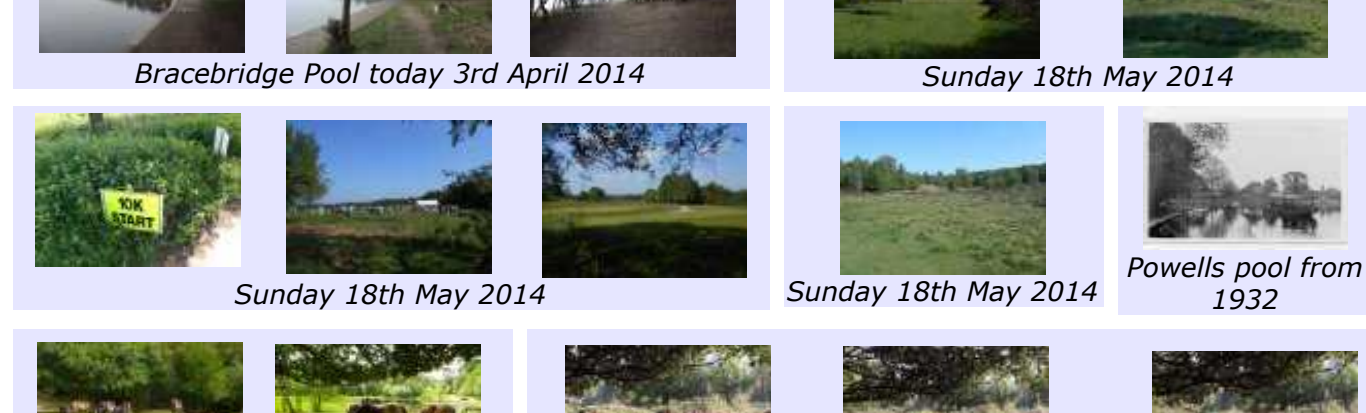 Bracebridge Pool today 3rd April 2014
Sunday 18th May 2014
10K
START
Sunday 18th May 2014
Sunday 18th May 2014
Powells pool from
1932